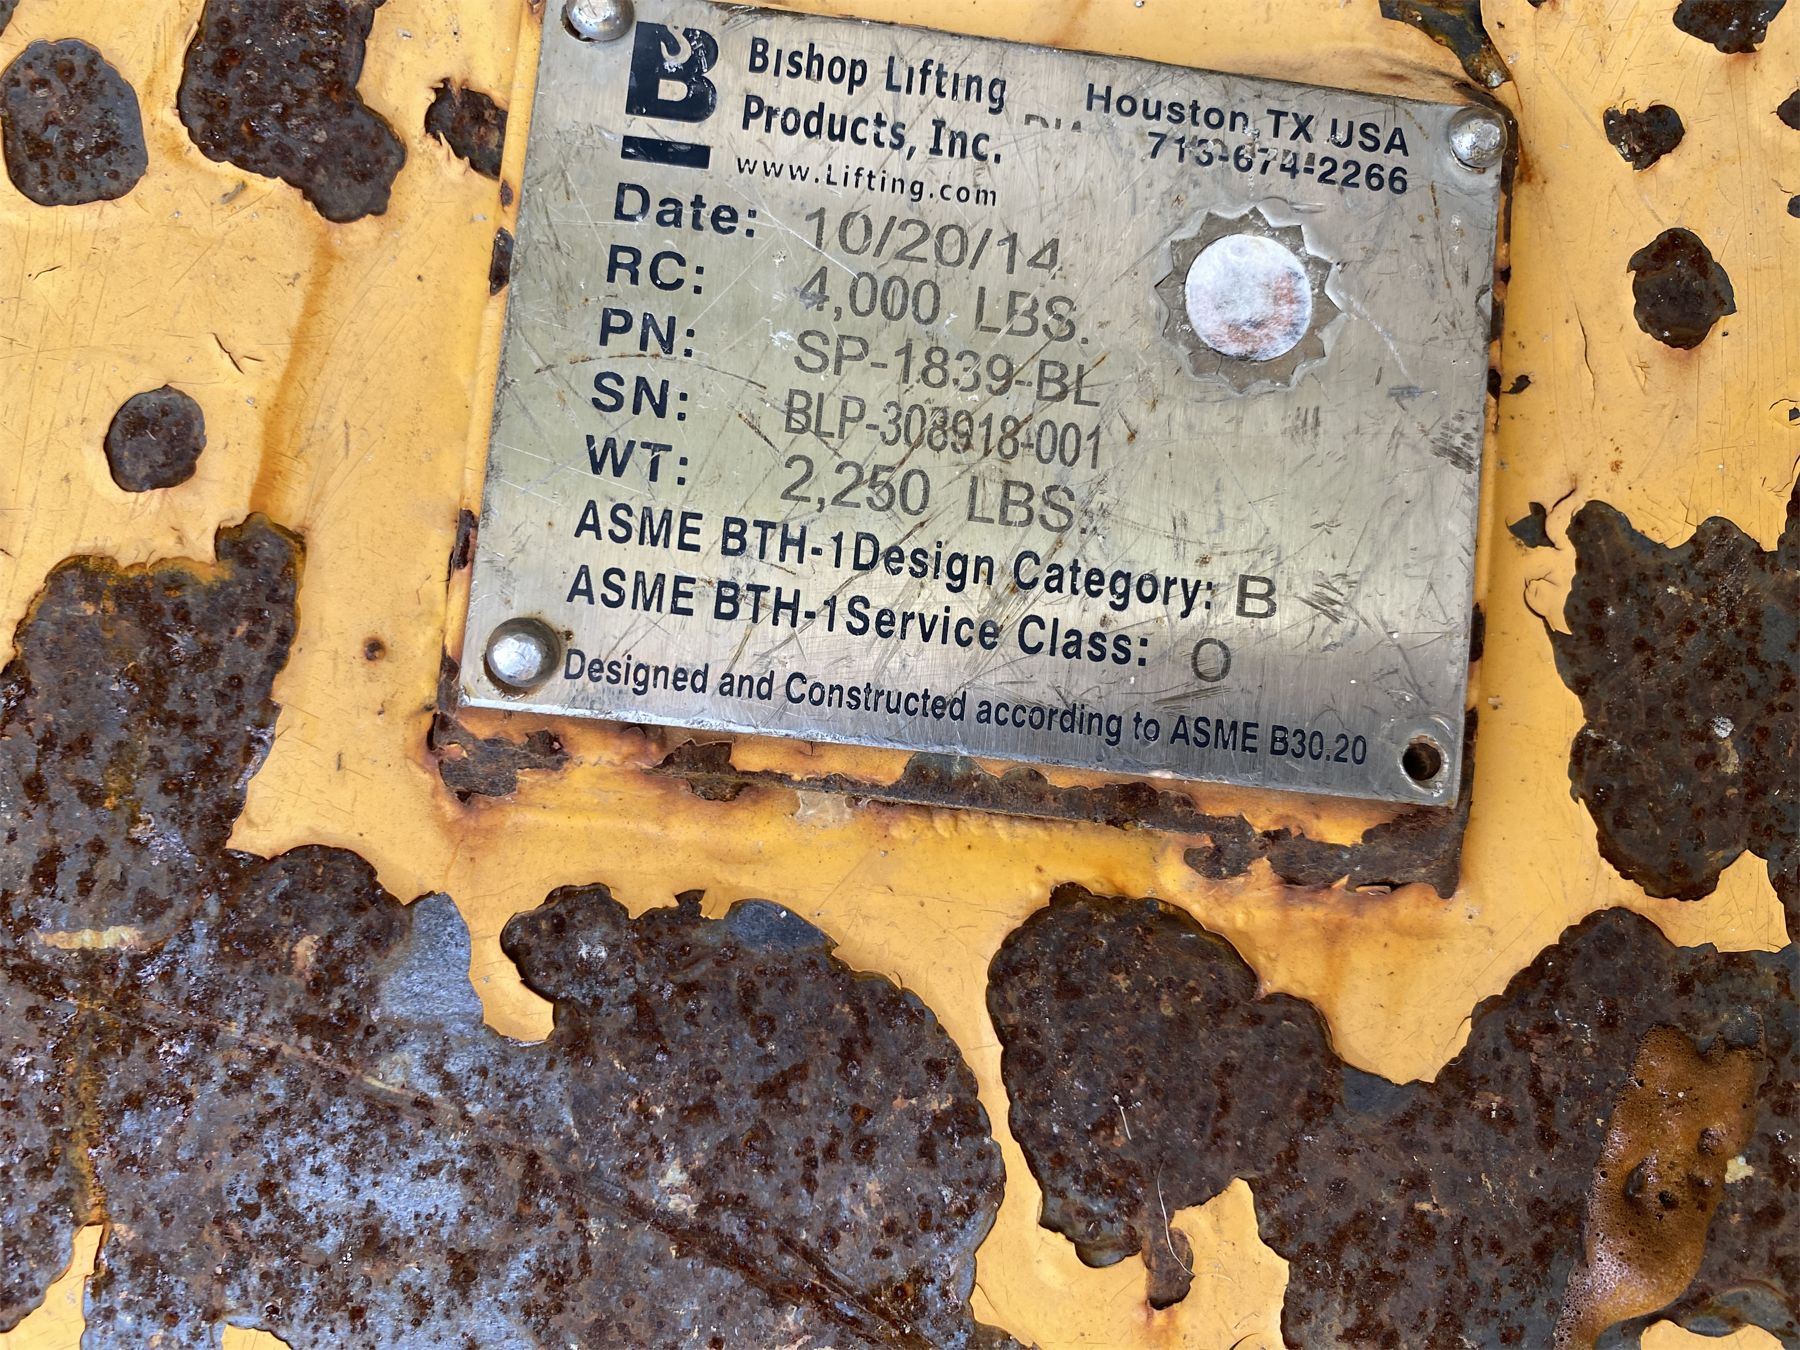 B
Bishop Lifting
Products, Inc.
www.Lifting.com
Houston, TX USA
713-674-2266
Date: 10/20/14
RC: 4,000 LBS.
PN: SP-1839-BL
SN: BLP-308918-001
WT: 2,250 LBS.
ASME BTH-1Design Category: B
ASME BTH-1Service Class: O
Designed and Constructed according to ASME B30.20